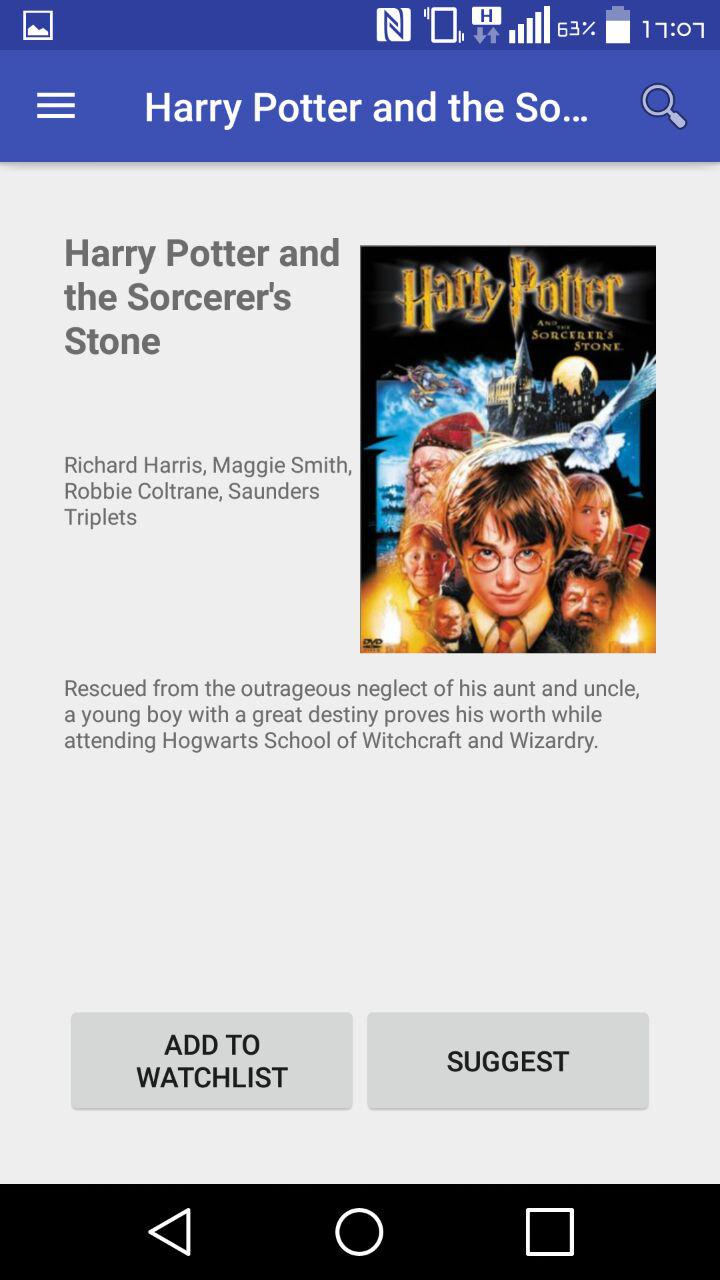 H
63%
17:07
Harry Potter and the So...
Harry Potter and
the Sorcerer's
Stone
Harry Potter
AND THE
SORCERER'S
STONE
DVD
Richard Harris, Maggie Smith,
Robbie Coltrane, Saunders
Triplets
Rescued from the outrageous neglect of his aunt and uncle,
a young boy with a great destiny proves his worth while
attending Hogwarts School of Witchcraft and Wizardry.
ADD TO
WATCHLIST
SUGGEST